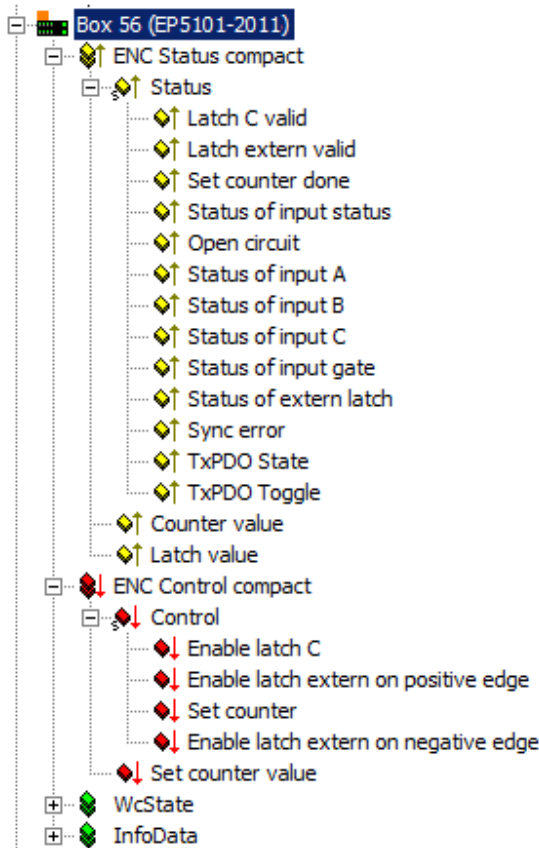 Box 56 (EP5101-2011)
ENC Status compact
Status
Latch C valid
Latch extern valid
Set counter done
Status of input status
Open circuit
Status of input A
Status of input B
Status of input C
Status of input gate
Status of extern latch
Sync error
TxPDO State
TxPDO Toggle
Counter value
Latch value
ENC Control compact
Control
Enable latch C
Enable latch extern on positive edge
Set counter
Enable latch extern on negative edge
Set counter value
WcState
InfoData